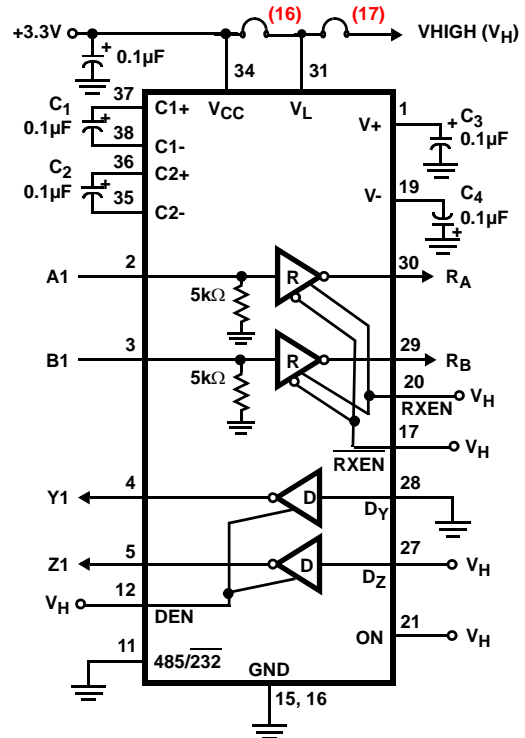 (16) (17)
+3.3V VHIGH (VH)
+ 0.1µF
34 31
VCC VL
C1 37 C1+
0.1µF +
38 C1-
C2 36 C2+
0.1µF +
35 C2-
1 V+ + C3
0.1µF
19 V- C4
0.1µF
+
A1 2 R 30 RA
5kΩ
B1 3 R 29 RB
5kΩ
20 VH
RXEN
17 VH
RXEN
Y1 4 D 28
DY
Z1 5 D 27 VH
DZ
VH 12 DEN
21 VH
ON
11 485/232
GND
15, 16